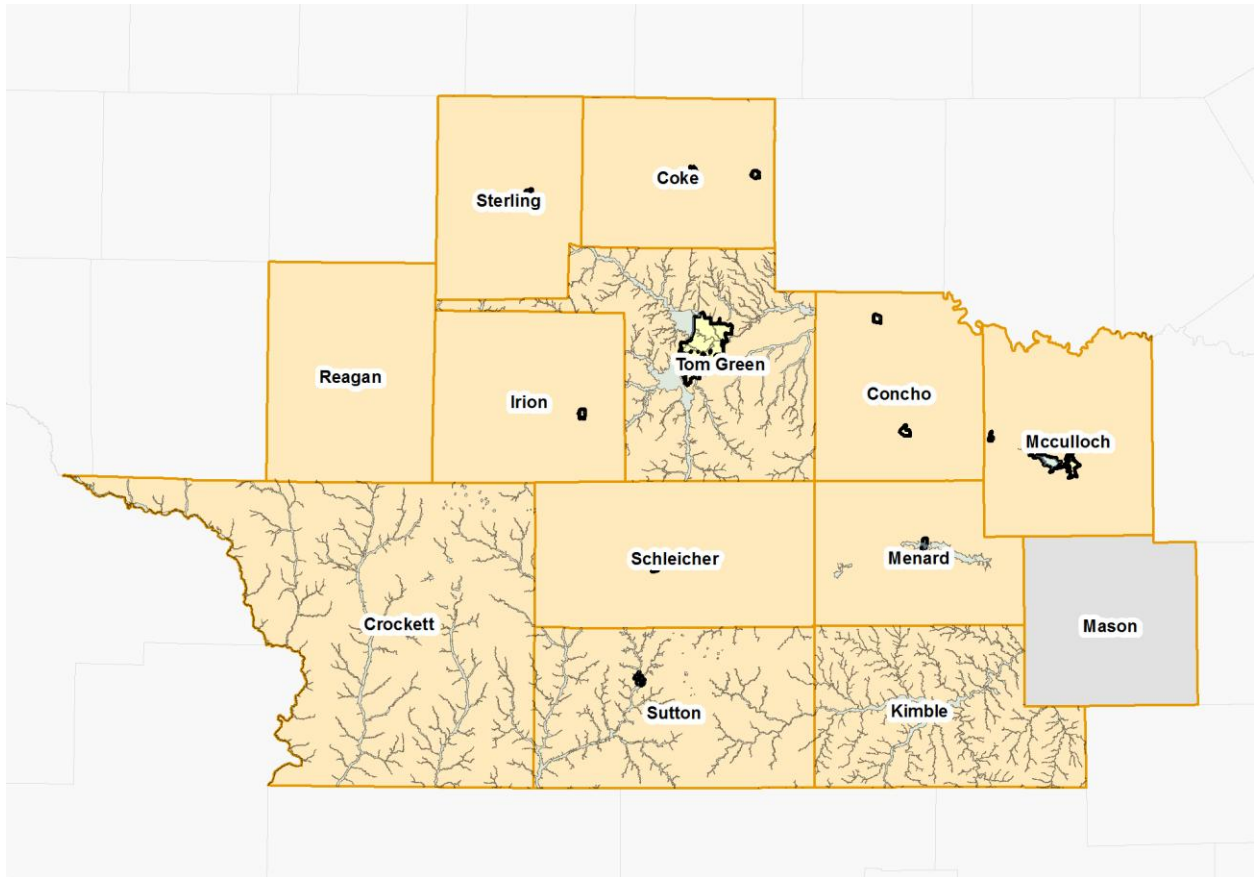 Coke
Sterling
Tom Green
Reagan
Irion
Concho
Mcculloch
Schleicher
Menard
Crockett
Mason
Sutton
Kimble